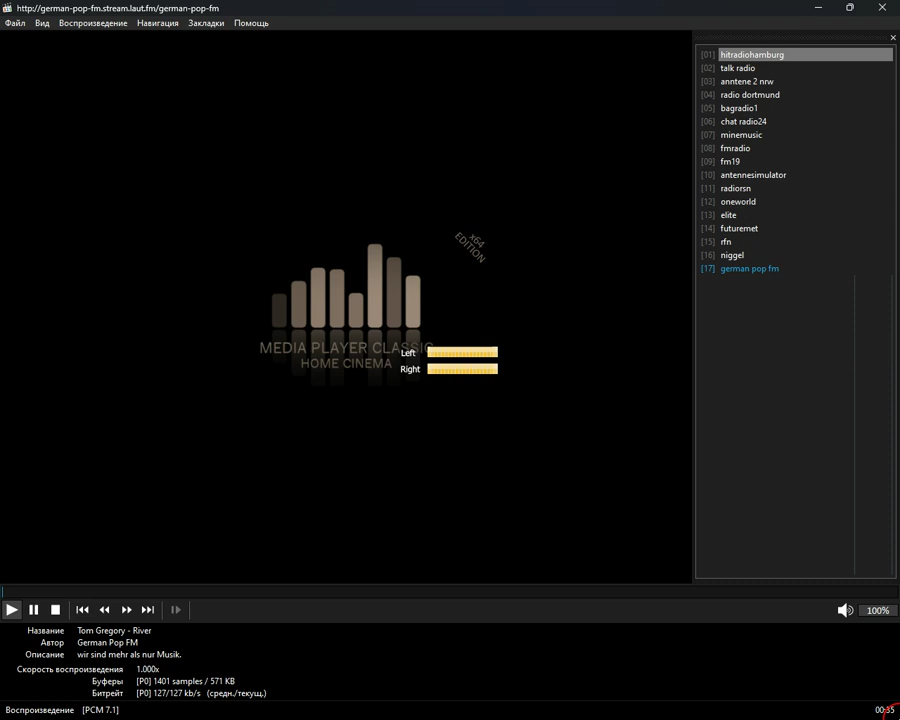 http://german-pop-fm.stream.laut.fm/german-pop-fm
Файл Вид Воспроизведение Навигация Закладки Помощь
[01] hitradiohamburg
[02] talk radio
[03] anntene 2 nrw
[04] radio dortmund
[05] bagradio1
[06] chat radio24
[07] minemusic
[08] fmradio
[09] fm19
[10] antennesimulator
[11] radiorsn
[12] oneworld
[13] elite
[14] futuremet
[15] rfn
[16] niggel
[17] german pop fm
x64
EDITION
MEDIA PLAYER CLASSIC
HOME CINEMA
Left
Right
100%
Название Tom Gregory - River
Автор German Pop FM
Описание wir sind mehr als nur Musik.
Скорость воспроизведения 1.000x
Буферы [P0] 1401 samples / 571 KB
Битрейт [P0] 127/127 kb/s (средн./текущ.)
Воспроизведение [PCM 7.1] 00:35